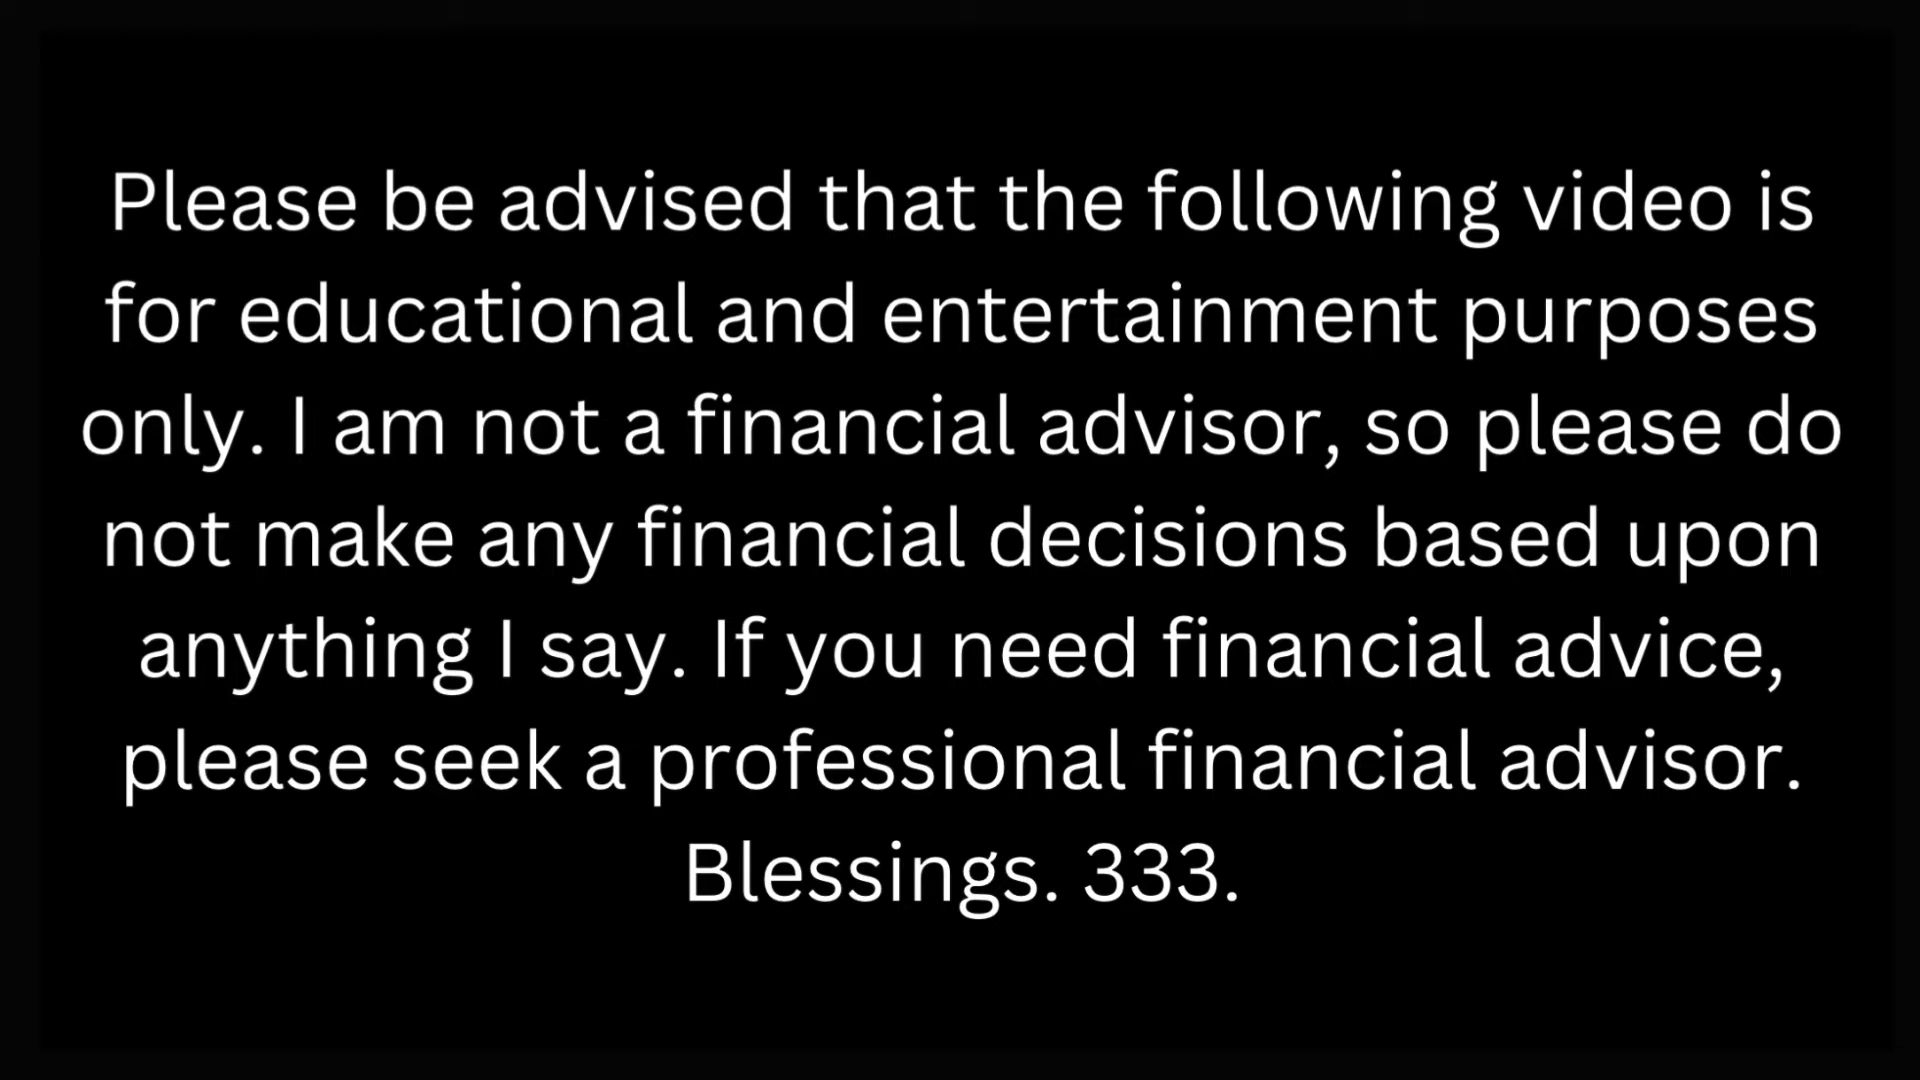 Please be advised that the following video is
for educational and entertainment purposes
only. I am not a financial advisor, so please do
not make any financial decisions based upon
anything I say. If you need financial advice,
please seek a professional financial advisor.
Blessings. 333.